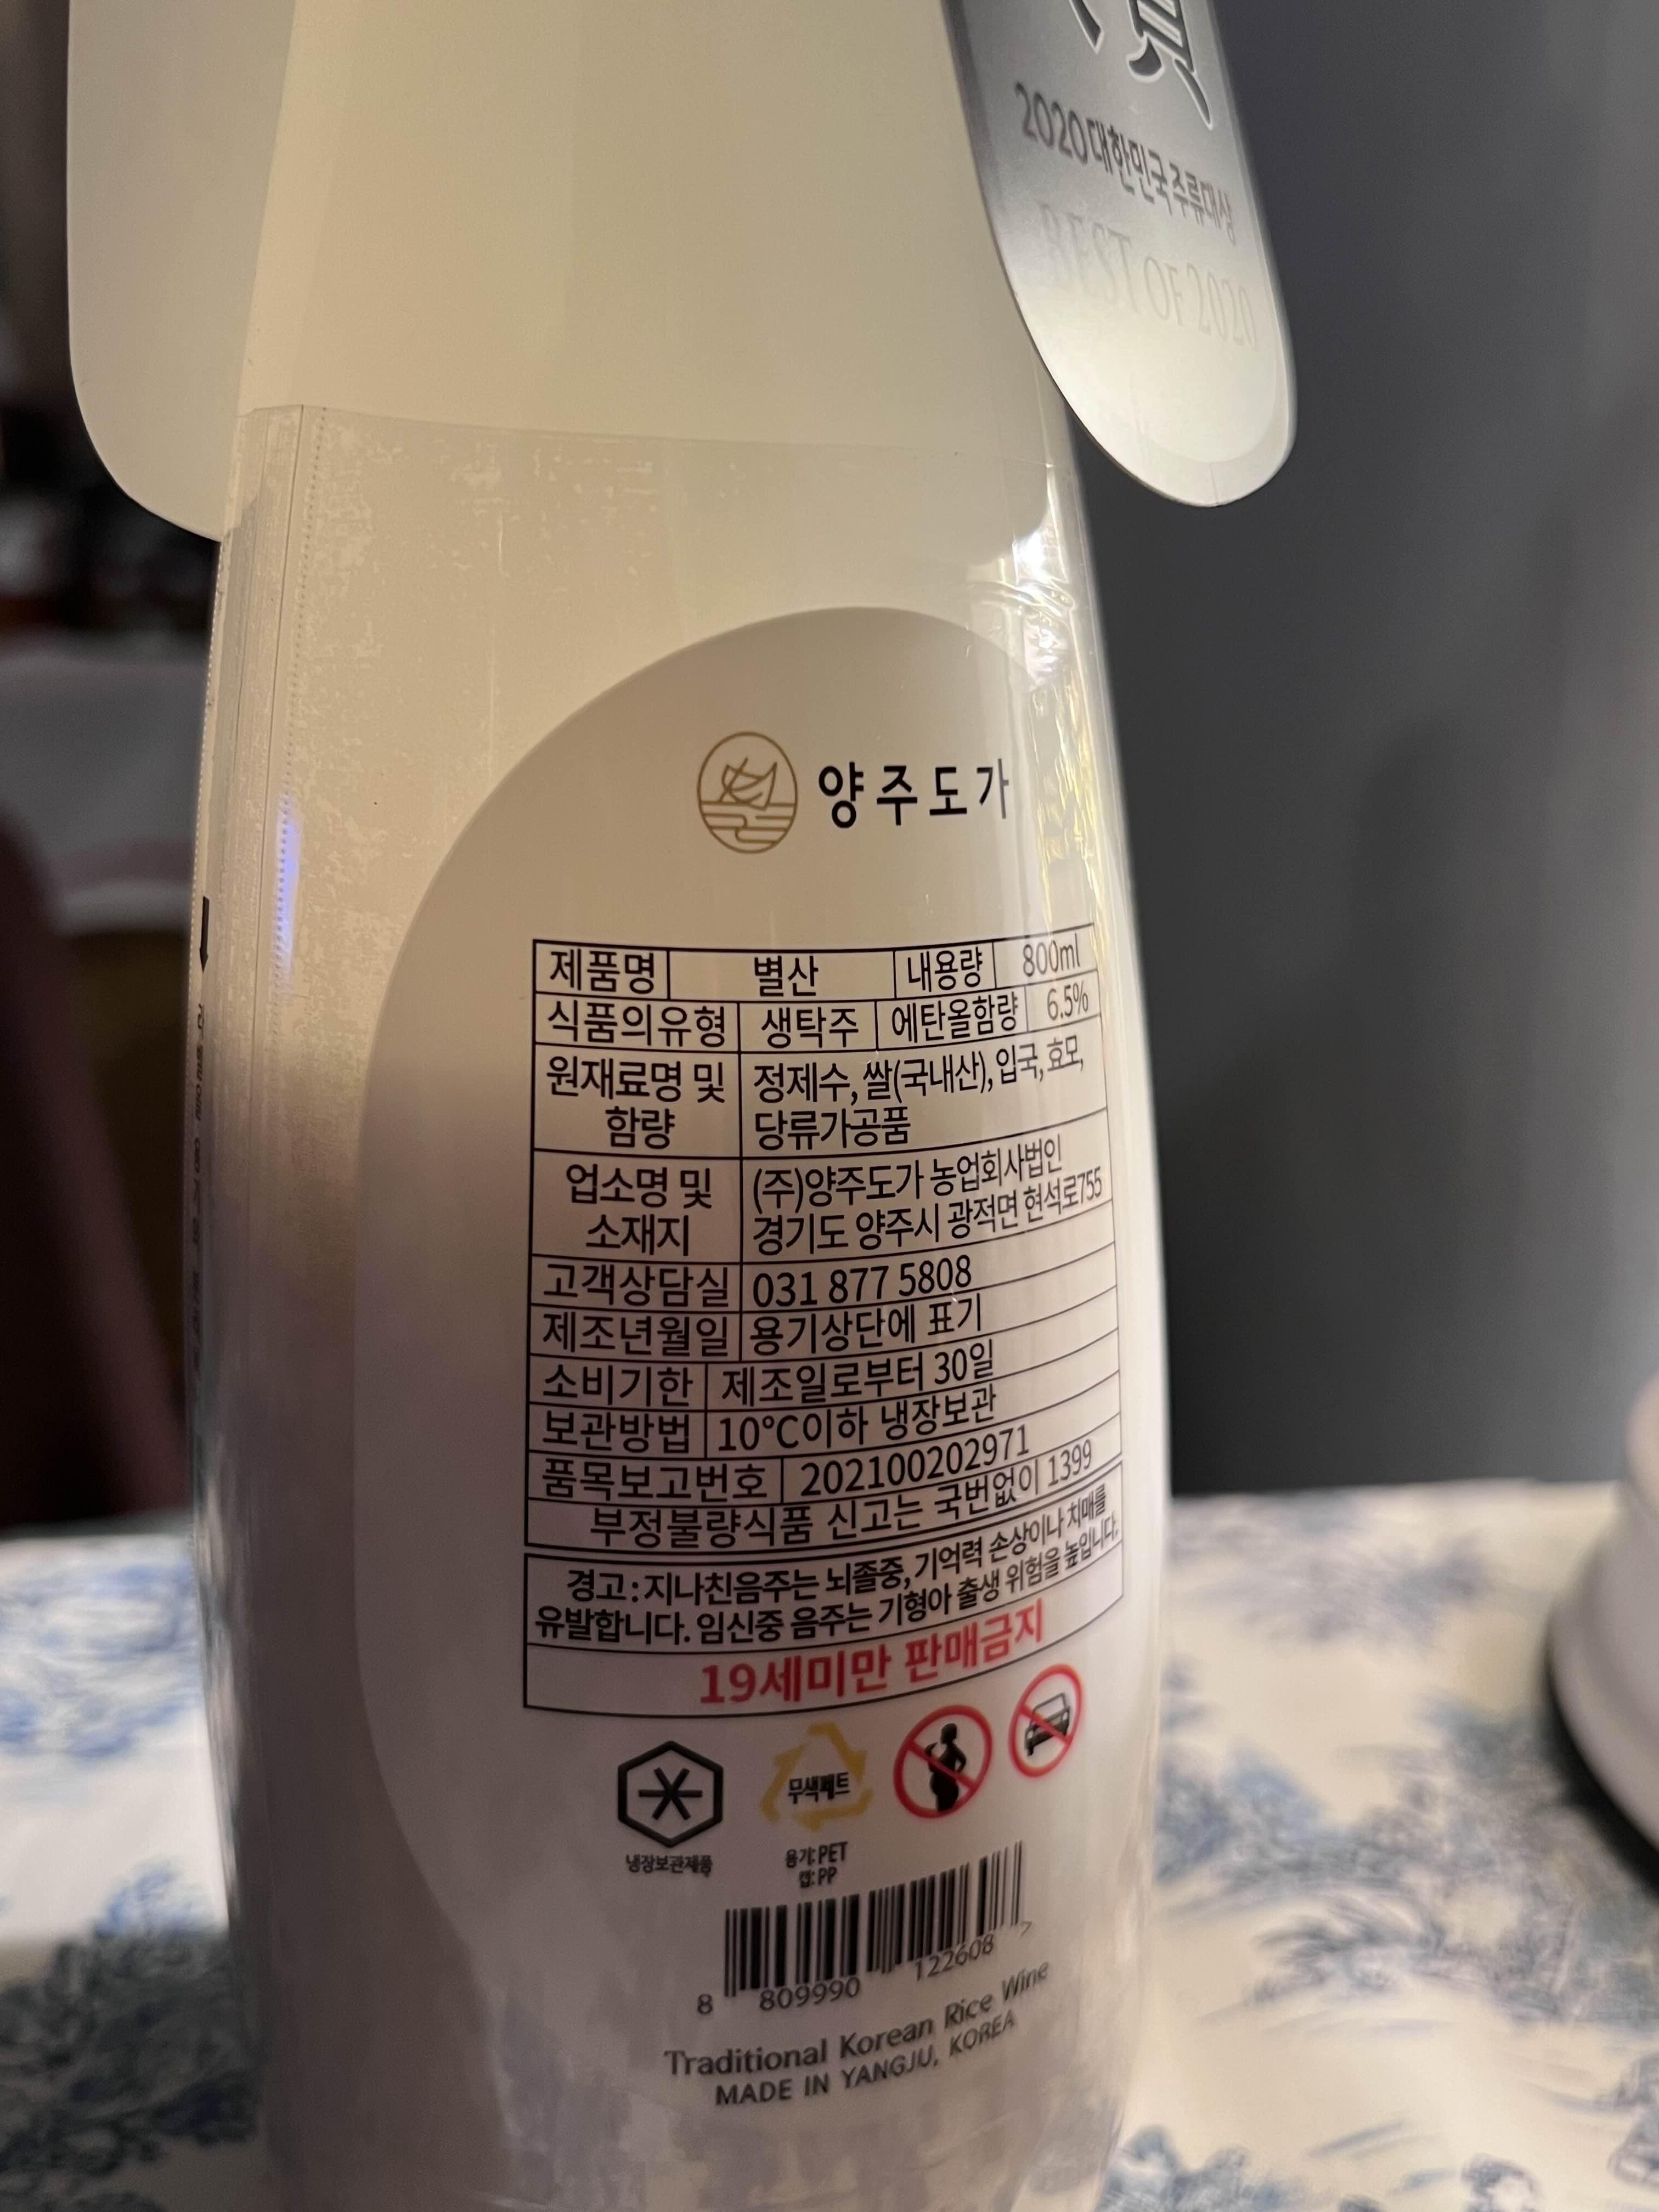 賞
2020 대한민국 주류대상
BEST OF 2020
양주도가
제품명 별산 내용량 800ml
식품의유형 생탁주 에탄올함량 6.5%
원재료명 및 함량 정제수, 쌀(국내산), 입국, 효모,
당류가공품
업소명 및 소재지 (주)양주도가 농업회사법인
경기도 양주시 광적면 현석로755
고객상담실 031 877 5808
제조년월일 용기상단에 표기
소비기한 제조일로부터 30일
보관방법 10℃이하 냉장보관
품목보고번호 202100202971
부정불량식품 신고는 국번없이 1399
경고 : 지나친음주는 뇌졸중, 기억력 손상이나 치매를
유발합니다. 임신중 음주는 기형아 출생 위험을 높입니다.
19세미만 판매금지
무색페트
냉장보관제품
용기:PET
캡:PP
8 809990 122608 7
Traditional Korean Rice Wine
MADE IN YANGJU, KOREA